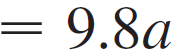 = 9.8a